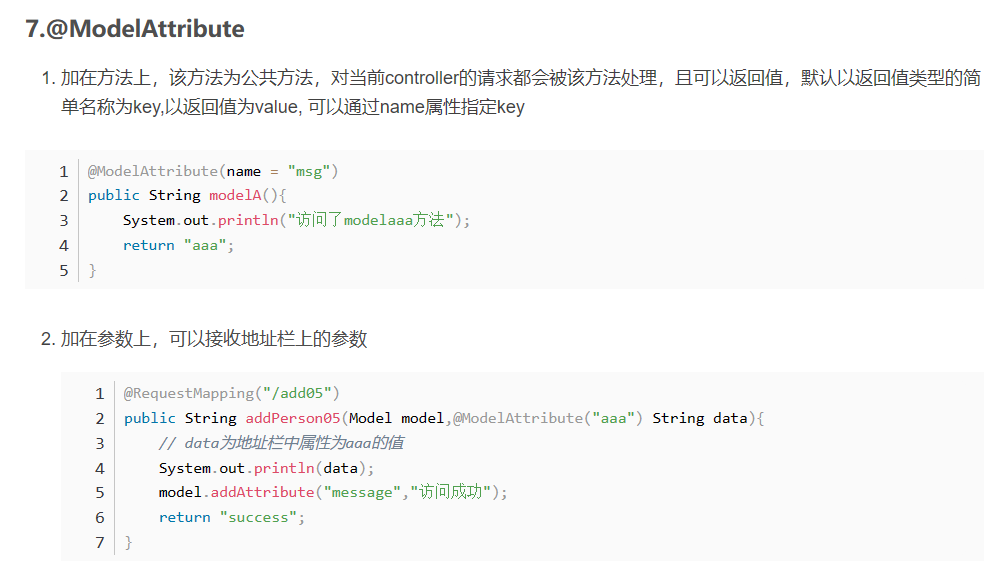 7.@ModelAttribute
1. 加在方法上，该方法为公共方法，对当前controller的请求都会被该方法处理，且可以返回值，默认以返回值类型的简
单名称为key,以返回值为value, 可以通过name属性指定key
1 @ModelAttribute(name = "msg")
2 public String modelA(){
3 System.out.println("访问了modelaaa方法");
4 return "aaa";
5 }
2. 加在参数上，可以接收地址栏上的参数
1 @RequestMapping("/add05")
2 public String addPerson05(Model model,@ModelAttribute("aaa") String data){
3 // data为地址栏中属性为aaa的值
4 System.out.println(data);
5 model.addAttribute("message","访问成功");
6 return "success";
7 }